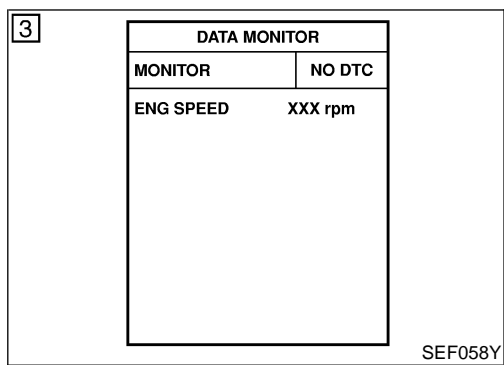 3
DATA MONITOR
MONITOR NO DTC
ENG SPEED XXX rpm
SEF058Y